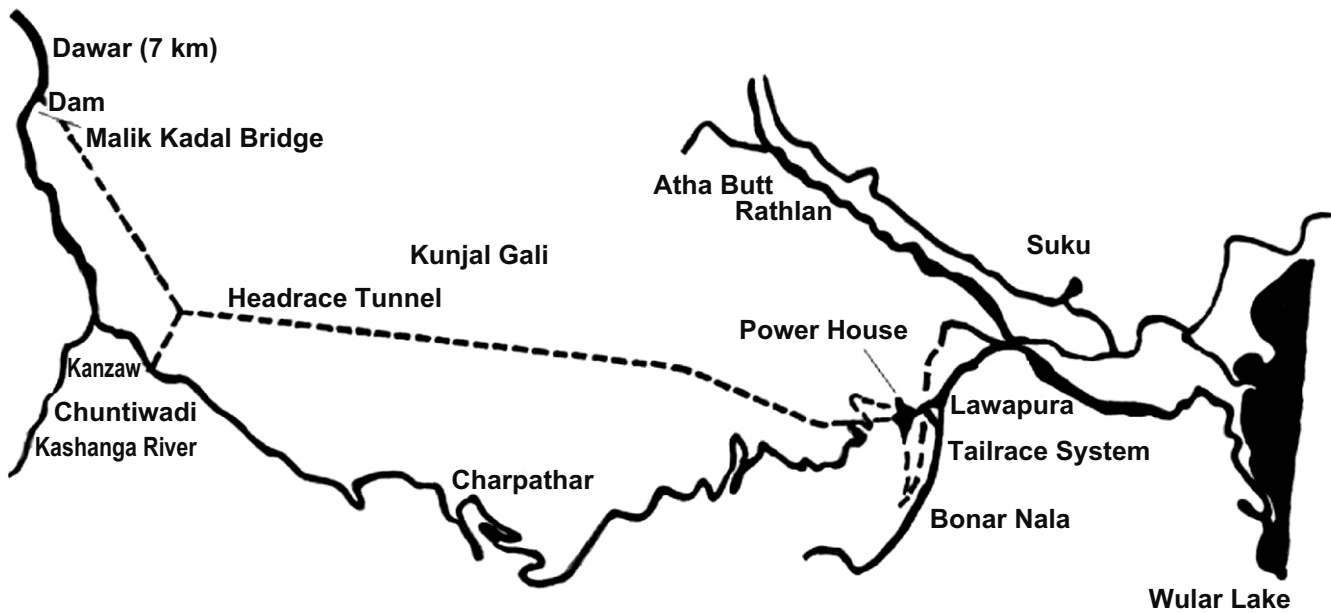 Dawar (7 km)
Dam
Malik Kadal Bridge
Atha Butt
Rathlan
Suku
Kunjal Gali
Headrace Tunnel
Power House
Kanzaw
Chuntiwadi
Kashanga River
Lawapura
Tailrace System
Charpathar
Bonar Nala
Wular Lake